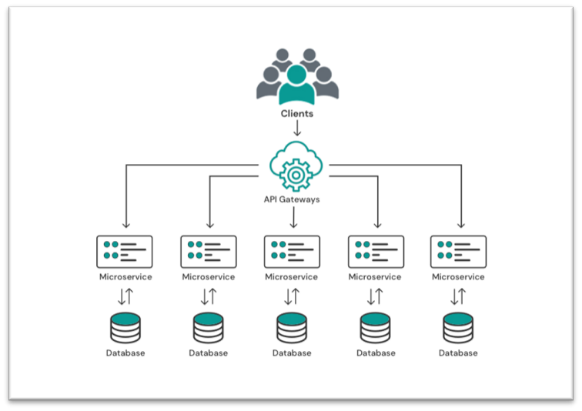 Clients
API Gateways
Microservice Microservice Microservice Microservice Microservice
Database Database Database Database Database